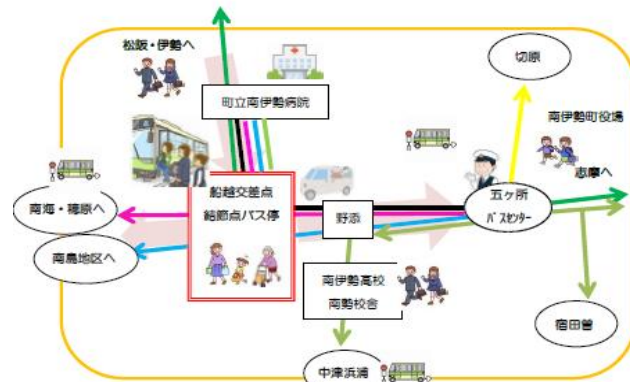 松阪・伊勢へ
町立南伊勢病院
切原
南伊勢町役場
志摩へ
船越交差点
結節点バス停
野添
五ヶ所
バスセンター
南海・穂原へ
南島地区へ
南伊勢高校
南勢校舎
宿田曽
中津浜浦